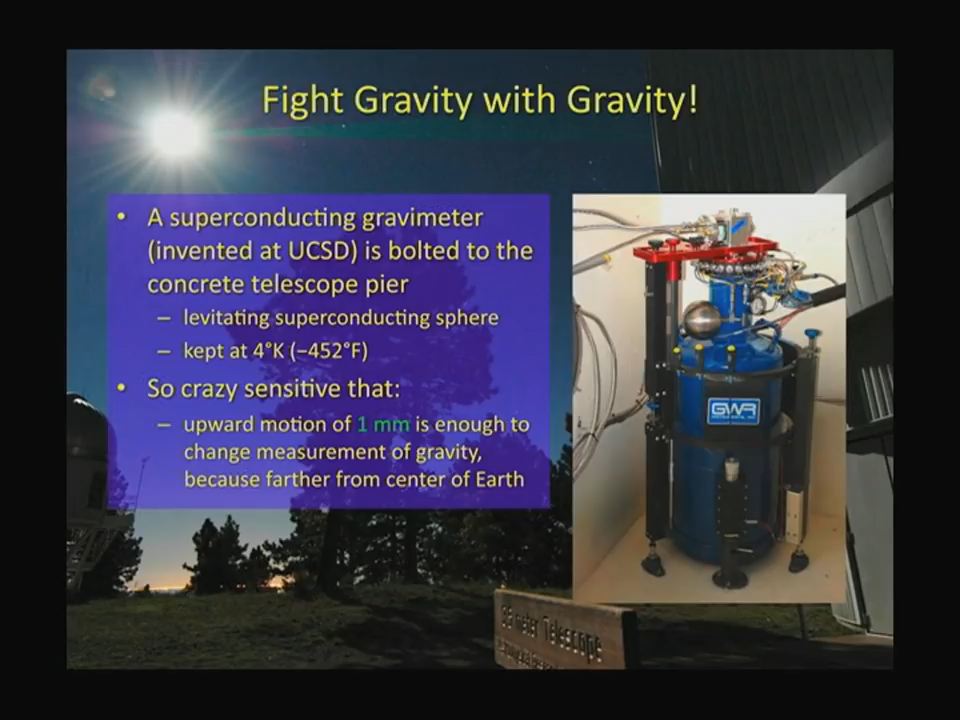 Fight Gravity with Gravity!
• A superconducting gravimeter
(invented at UCSD) is bolted to the
concrete telescope pier
– levitating superconducting sphere
– kept at 4°K (−452°F)
• So crazy sensitive that:
– upward motion of 1 mm is enough to
change measurement of gravity,
because farther from center of Earth
GWR
meter Telescope